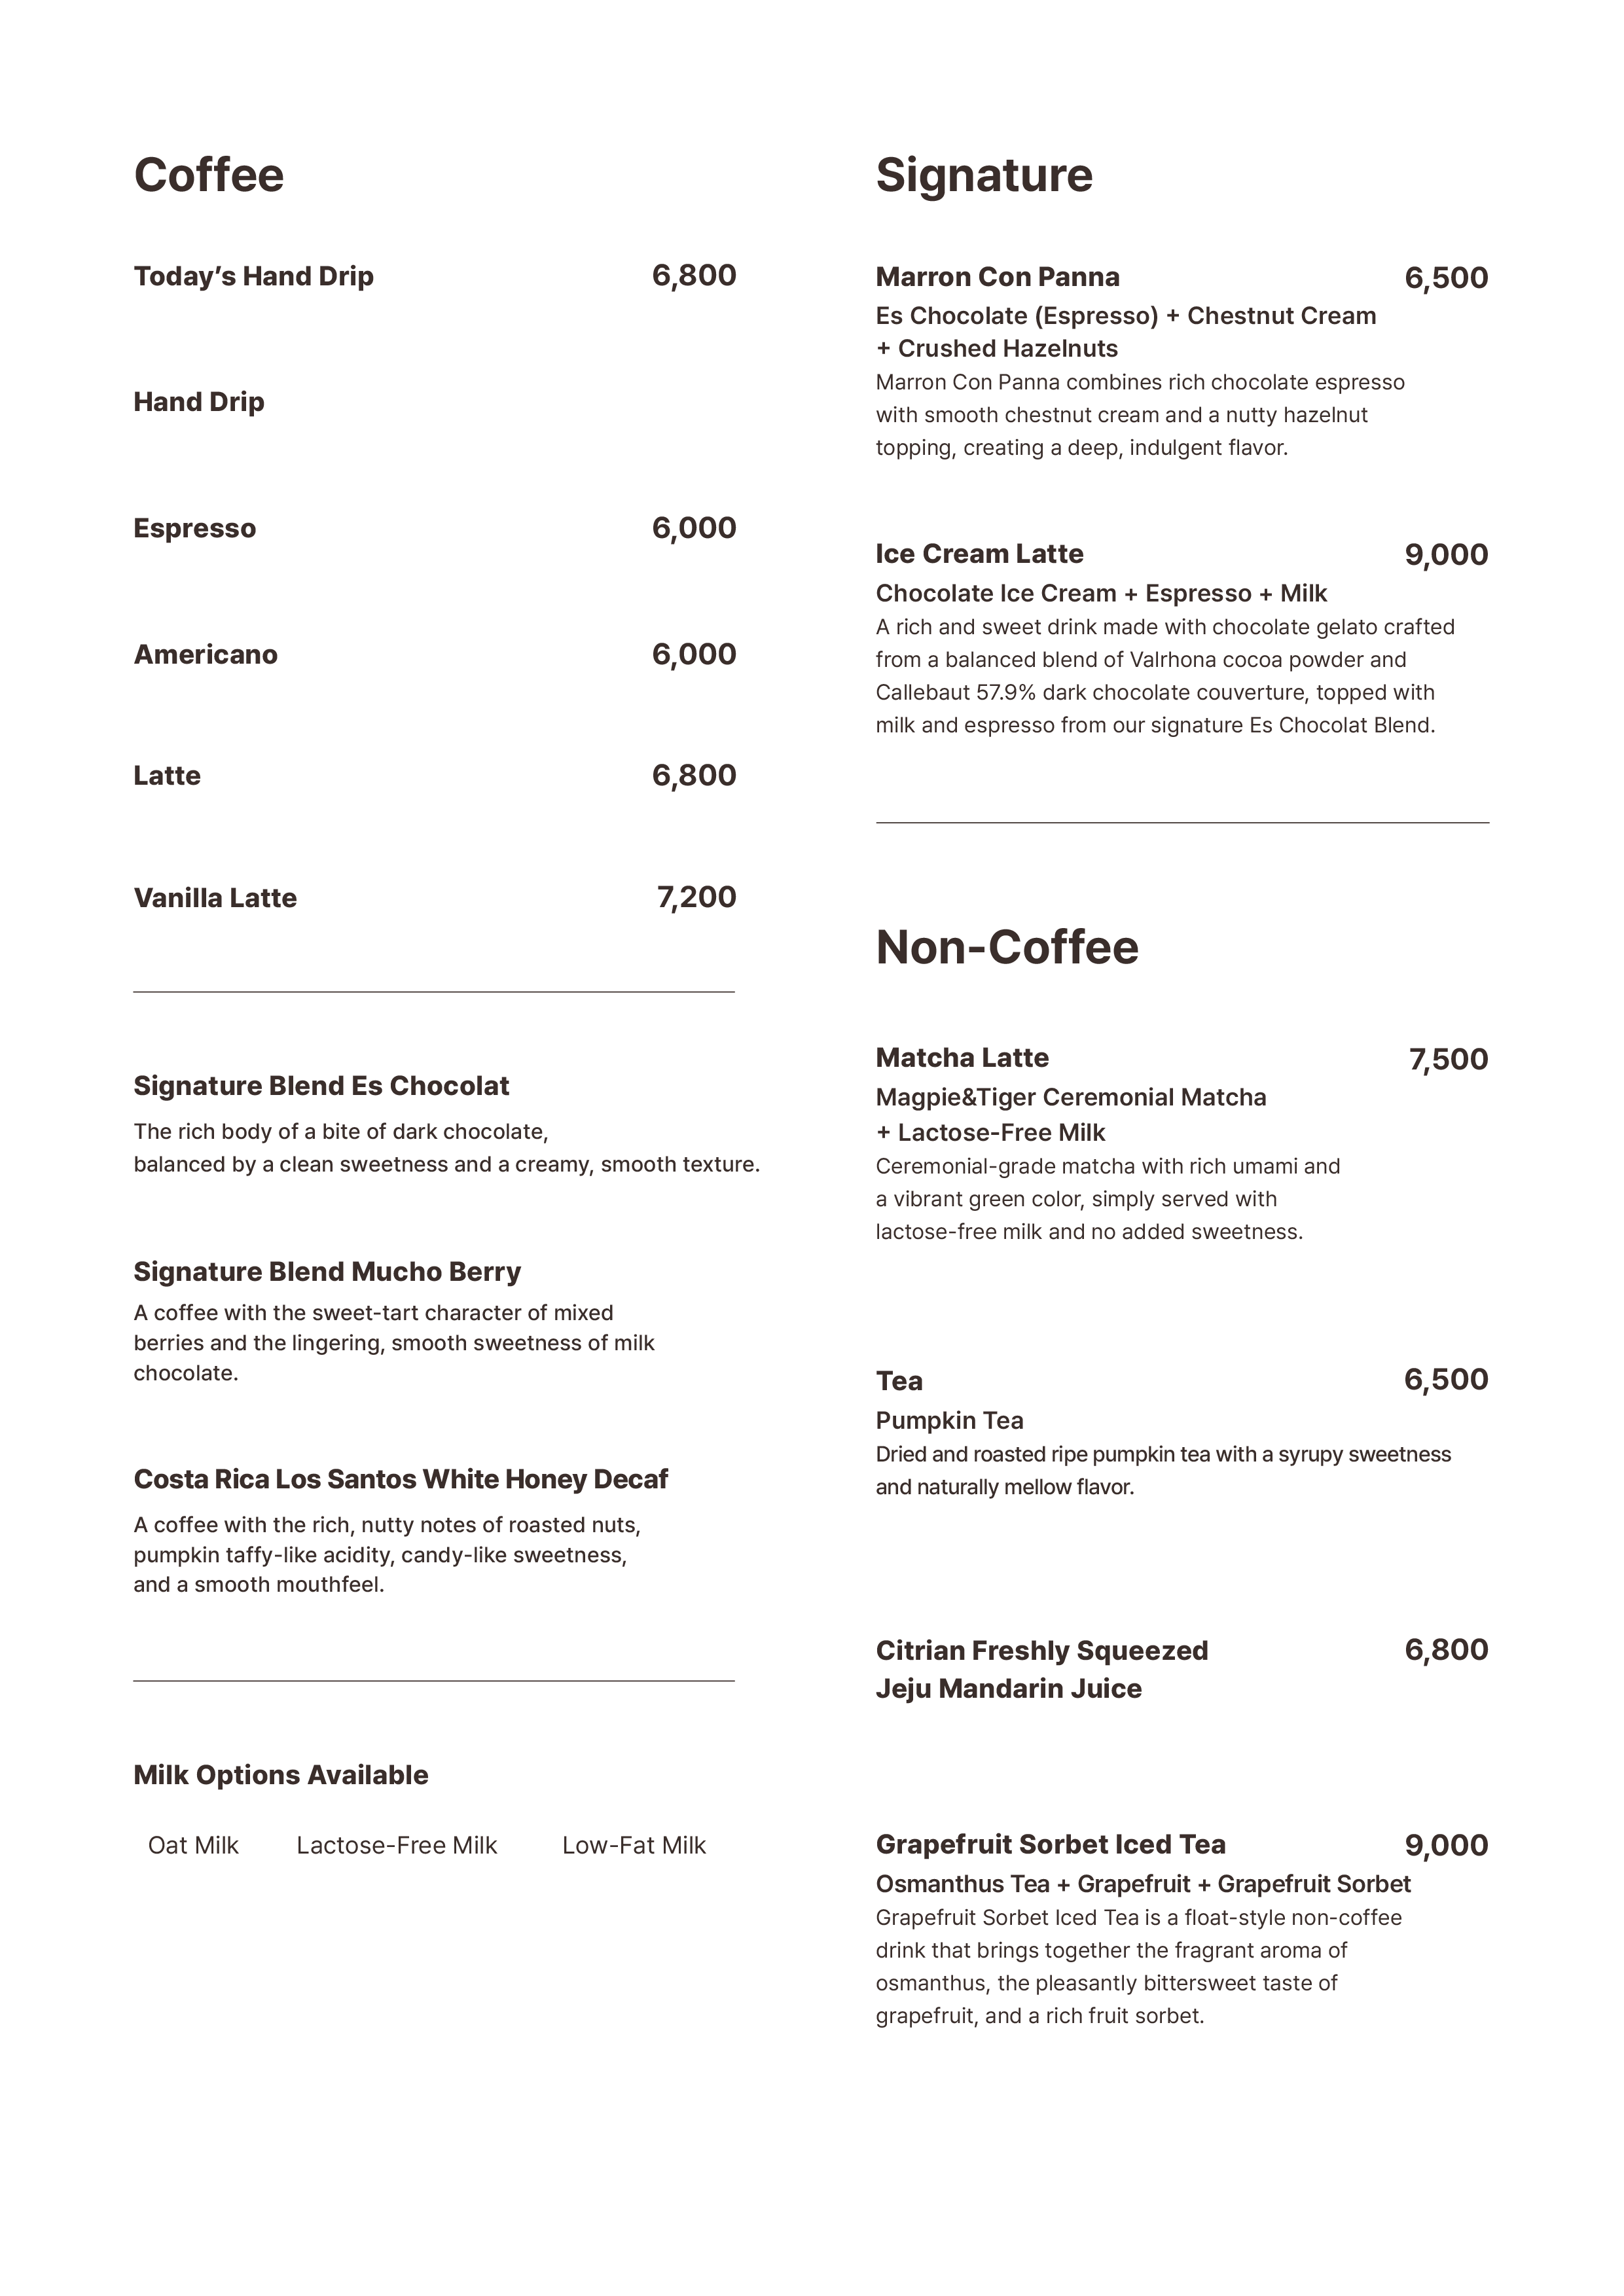 Coffee
Today’s Hand Drip 6,800
Hand Drip
Espresso 6,000
Americano 6,000
Latte 6,800
Vanilla Latte 7,200
Signature Blend Es Chocolat
The rich body of a bite of dark chocolate,
balanced by a clean sweetness and a creamy, smooth texture.
Signature Blend Mucho Berry
A coffee with the sweet-tart character of mixed
berries and the lingering, smooth sweetness of milk
chocolate.
Costa Rica Los Santos White Honey Decaf
A coffee with the rich, nutty notes of roasted nuts,
pumpkin taffy-like acidity, candy-like sweetness,
and a smooth mouthfeel.
Milk Options Available
Oat Milk Lactose-Free Milk Low-Fat Milk
Signature
Marron Con Panna 6,500
Es Chocolate (Espresso) + Chestnut Cream
+ Crushed Hazelnuts
Marron Con Panna combines rich chocolate espresso
with smooth chestnut cream and a nutty hazelnut
topping, creating a deep, indulgent flavor.
Ice Cream Latte 9,000
Chocolate Ice Cream + Espresso + Milk
A rich and sweet drink made with chocolate gelato crafted
from a balanced blend of Valrhona cocoa powder and
Callebaut 57.9% dark chocolate couverture, topped with
milk and espresso from our signature Es Chocolat Blend.
Non-Coffee
Matcha Latte 7,500
Magpie&Tiger Ceremonial Matcha
+ Lactose-Free Milk
Ceremonial-grade matcha with rich umami and
a vibrant green color, simply served with
lactose-free milk and no added sweetness.
Tea 6,500
Pumpkin Tea
Dried and roasted ripe pumpkin tea with a syrupy sweetness
and naturally mellow flavor.
Citrian Freshly Squeezed 6,800
Jeju Mandarin Juice
Grapefruit Sorbet Iced Tea 9,000
Osmanthus Tea + Grapefruit + Grapefruit Sorbet
Grapefruit Sorbet Iced Tea is a float-style non-coffee
drink that brings together the fragrant aroma of
osmanthus, the pleasantly bittersweet taste of
grapefruit, and a rich fruit sorbet.